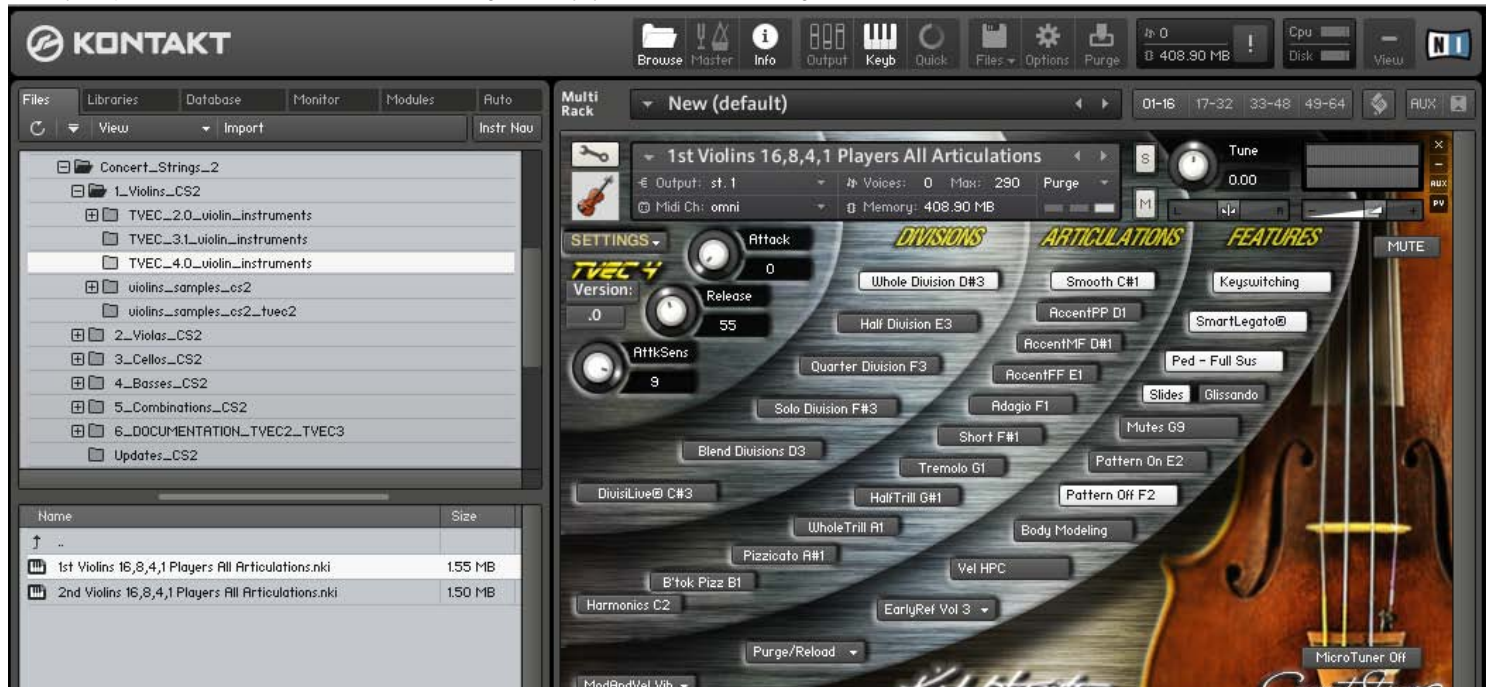 KONTAKT
Browse Master Info Output Keyb Quick Files Options Purge
0
408.90 MB
!
Cpu
Disk
View
NI
Files Libraries Database Monitor Modules Auto
View Import Instr Nav
Concert_Strings_2
1_Violins_CS2
TVEC_2.0_violin_instruments
TVEC_3.1_violin_instruments
TVEC_4.0_violin_instruments
violins_samples_cs2
violins_samples_cs2_tvec2
2_Violas_CS2
3_Cellos_CS2
4_Basses_CS2
5_Combinations_CS2
6_DOCUMENTATION_TVEC2_TVEC3
Updates_CS2
Name Size
..
1st Violins 16,8,4,1 Players All Articulations.nki 1.55 MB
2nd Violins 16,8,4,1 Players All Articulations.nki 1.50 MB
Multi
Rack
New (default)
01-16 17-32 33-48 49-64 AUX
1st Violins 16,8,4,1 Players All Articulations
Output: st. 1 Voices: 0 Max: 290 Purge
Midi Ch: omni Memory: 408.90 MB
S
M
Tune
0.00
L R
- +
×
-
AUX
PV
SETTINGS
TVEC 4
Version:
.0
Attack
0
Release
55
AttkSens
9
DIVISIONS
Whole Division D#3
Half Division E3
Quarter Division F3
Solo Division F#3
Blend Divisions D3
DivisiLive® C#3
ARTICULATIONS
Smooth C#1
AccentPP D1
AccentMF D#1
AccentFF E1
Adagio F1
Short F#1
Tremolo G1
HalfTrill G#1
WholeTrill A1
Pizzicato A#1
B'tok Pizz B1
Harmonics C2
FEATURES
Keyswitching
SmartLegato®
Ped - Full Sus
Slides Glissando
Mutes G9
Pattern On E2
Pattern Off F2
Body Modeling
Vel HPC
EarlyRef Vol 3
Purge/Reload
ModAndVel Vib
MUTE
MicroTuner Off